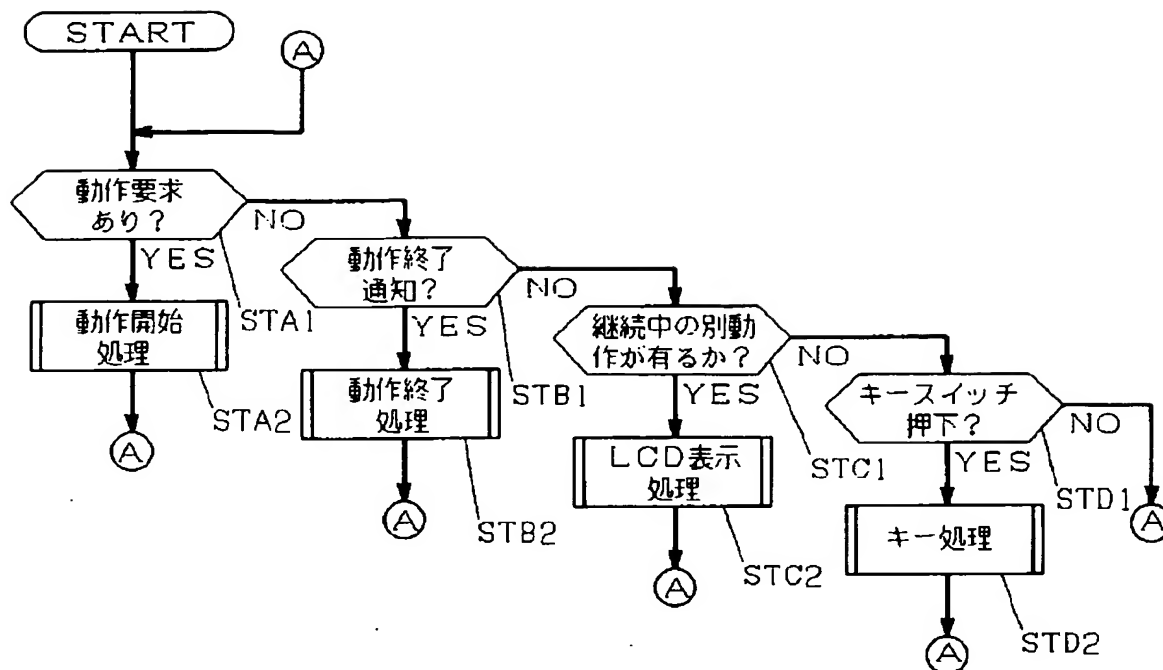 START
A
動作要求
あり?
NO
YES
STA1
動作開始
処理
STA2
A
動作終了
通知?
NO
YES
STB1
動作終了
処理
STB2
A
継続中の別動
作が有るか?
NO
YES
STC1
LCD表示
処理
STC2
A
キースイッチ
押下?
NO
YES
STD1
A
キー処理
STD2
A